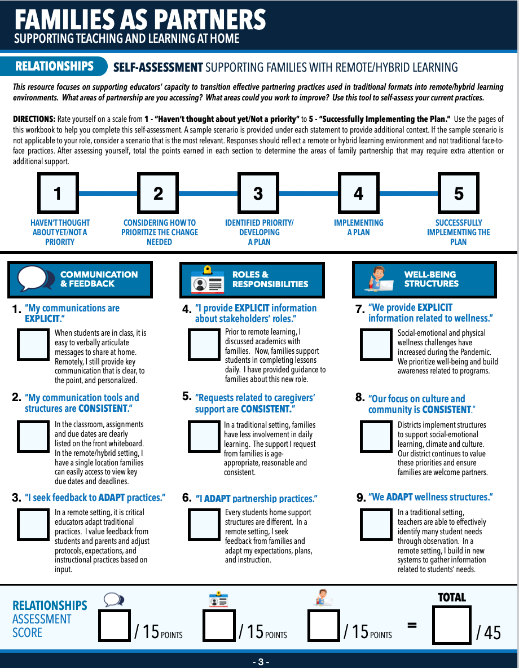 FAMILIES AS PARTNERS
SUPPORTING TEACHING AND LEARNING AT HOME
RELATIONSHIPS
SELF-ASSESSMENT SUPPORTING FAMILIES WITH REMOTE/HYBRID LEARNING
This resource focuses on supporting educators' capacity to transition effective partnering practices used in traditional formats into remote/hybrid learning
environments. What areas of partnership are you accessing? What areas could you work to improve? Use this tool to self-assess your current practices.
DIRECTIONS: Rate yourself on a scale from 1 - "Haven't thought about yet/Not a priority" to 5 - "Successfully Implementing the Plan." Use the pages of
this workbook to help you complete this self-assessment. A sample scenario is provided under each statement to provide additional context. If the sample scenario is
not applicable to your role, consider a scenario that is the most relevant. Responses should reflect a remote or hybrid learning environment and not traditional face-to-
face practices. After assessing yourself, total the points earned in each section to determine the areas of family partnership that may require extra attention or
additional support.
1
2
3
4
5
HAVEN'T THOUGHT
ABOUT YET/NOT A
PRIORITY
CONSIDERING HOW TO
PRIORITIZE THE CHANGE
NEEDED
IDENTIFIED PRIORITY/
DEVELOPING
A PLAN
IMPLEMENTING
A PLAN
SUCCESSFULLY
IMPLEMENTING THE
PLAN
COMMUNICATION
& FEEDBACK
1. "My communications are
EXPLICIT."
When students are in class, it is
easy to verbally articulate
messages to share at home.
Remotely, I still provide key
communication that is clear, to
the point, and personalized.
2. "My communication tools and
structures are CONSISTENT."
In the classroom, assignments
and due dates are clearly
listed on the front whiteboard.
In the remote/hybrid setting, I
have a single location families
can easily access to view key
due dates and deadlines.
3. "I seek feedback to ADAPT practices."
In a remote setting, it is critical
educators adapt traditional
practices. I value feedback from
students and parents and adjust
protocols, expectations, and
instructional practices based on
input.
ROLES &
RESPONSIBILITIES
4. "I provide EXPLICIT information
about stakeholders' roles."
Prior to remote learning, I
discussed academics with
families. Now, families support
students in completing lessons
daily. I have provided guidance to
families about this new role.
5. "Requests related to caregivers'
support are CONSISTENT."
In a traditional setting, families
have less involvement in daily
learning. The support I request
from families is age-
appropriate, reasonable and
consistent.
6. "I ADAPT partnership practices."
Every students home support
structures are different. In a
remote setting, I seek
feedback from families and
adapt my expectations, plans,
and instruction.
WELL-BEING
STRUCTURES
7. "We provide EXPLICIT
information related to wellness."
Social-emotional and physical
wellness challenges have
increased during the Pandemic.
We prioritize well-being and build
awareness related to programs.
8. "Our focus on culture and
community is CONSISTENT."
Districts implement structures
to support social-emotional
learning, climate and culture.
Our district continues to value
these priorities and ensure
families are welcome partners.
9. "We ADAPT wellness structures."
In a traditional setting,
teachers are able to effectively
identify many student needs
through observation. In a
remote setting, I build in new
systems to gather information
related to students' needs.
RELATIONSHIPS
ASSESSMENT
SCORE
/ 15 POINTS
/ 15 POINTS
/ 15 POINTS
=
TOTAL
/ 45
- 3 -